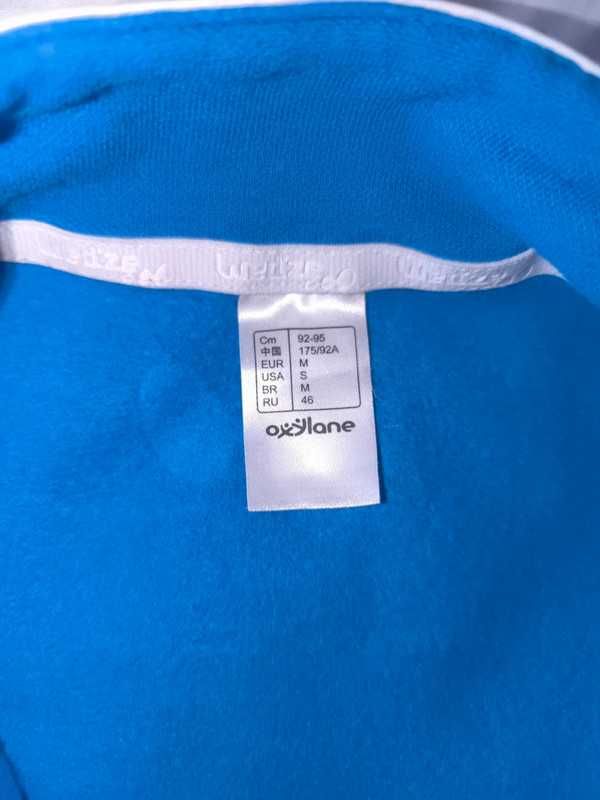 Cm 92-95
中国 175/92A
EUR M
USA S
BR M
RU 46
oxylane